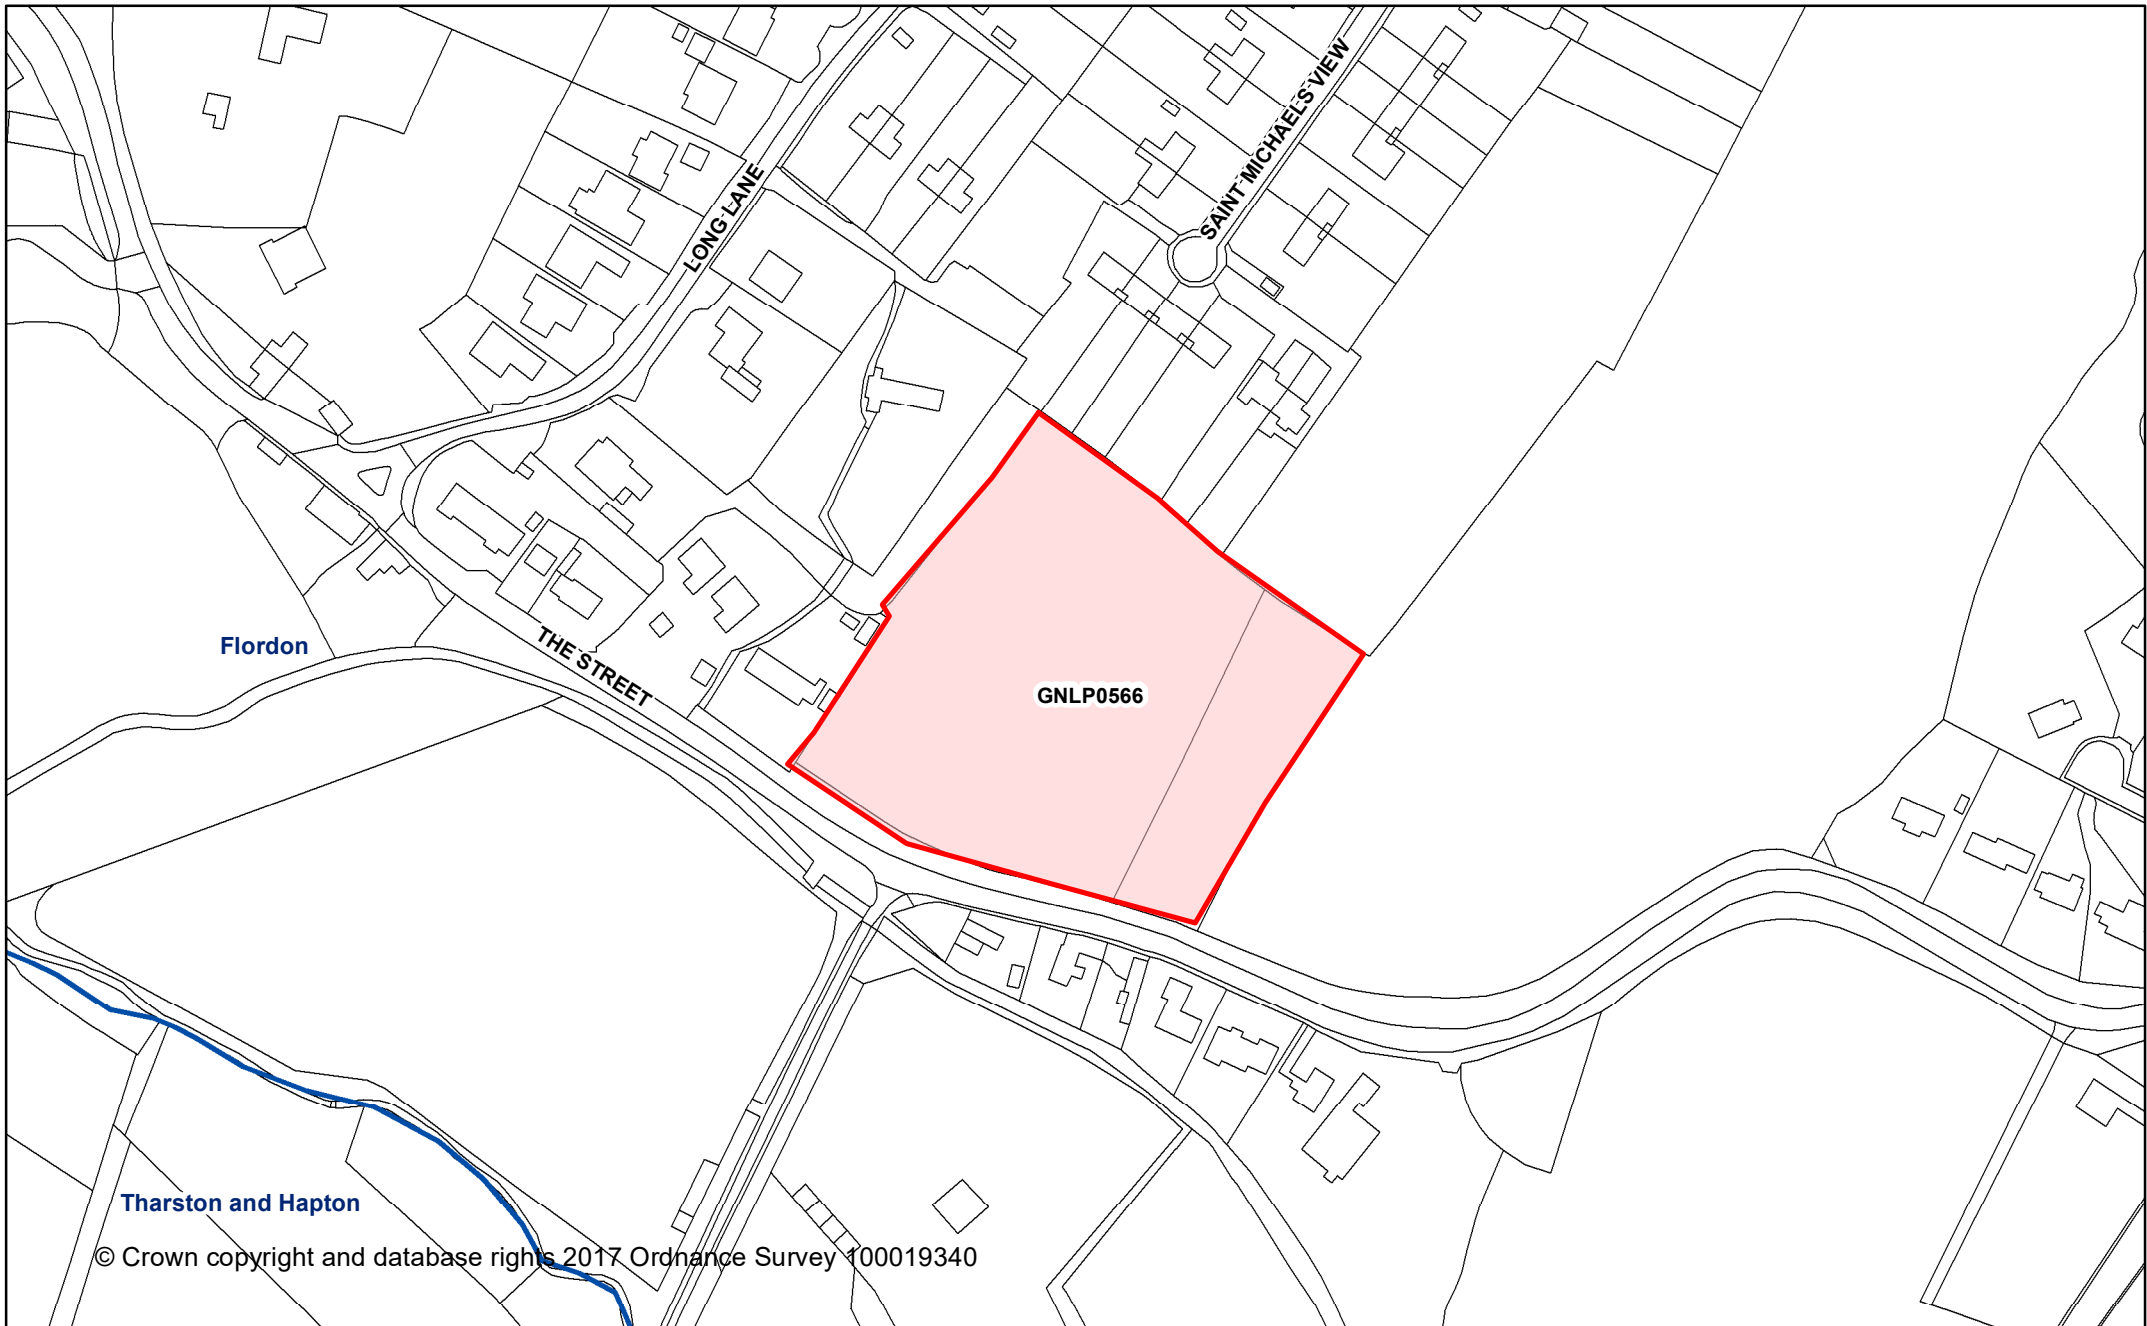 SAINT MICHAELS VIEW
LONG LANE
Flordon
THE STREET
GNLP0566
Tharston and Hapton
© Crown copyright and database rights 2017 Ordnance Survey 100019340